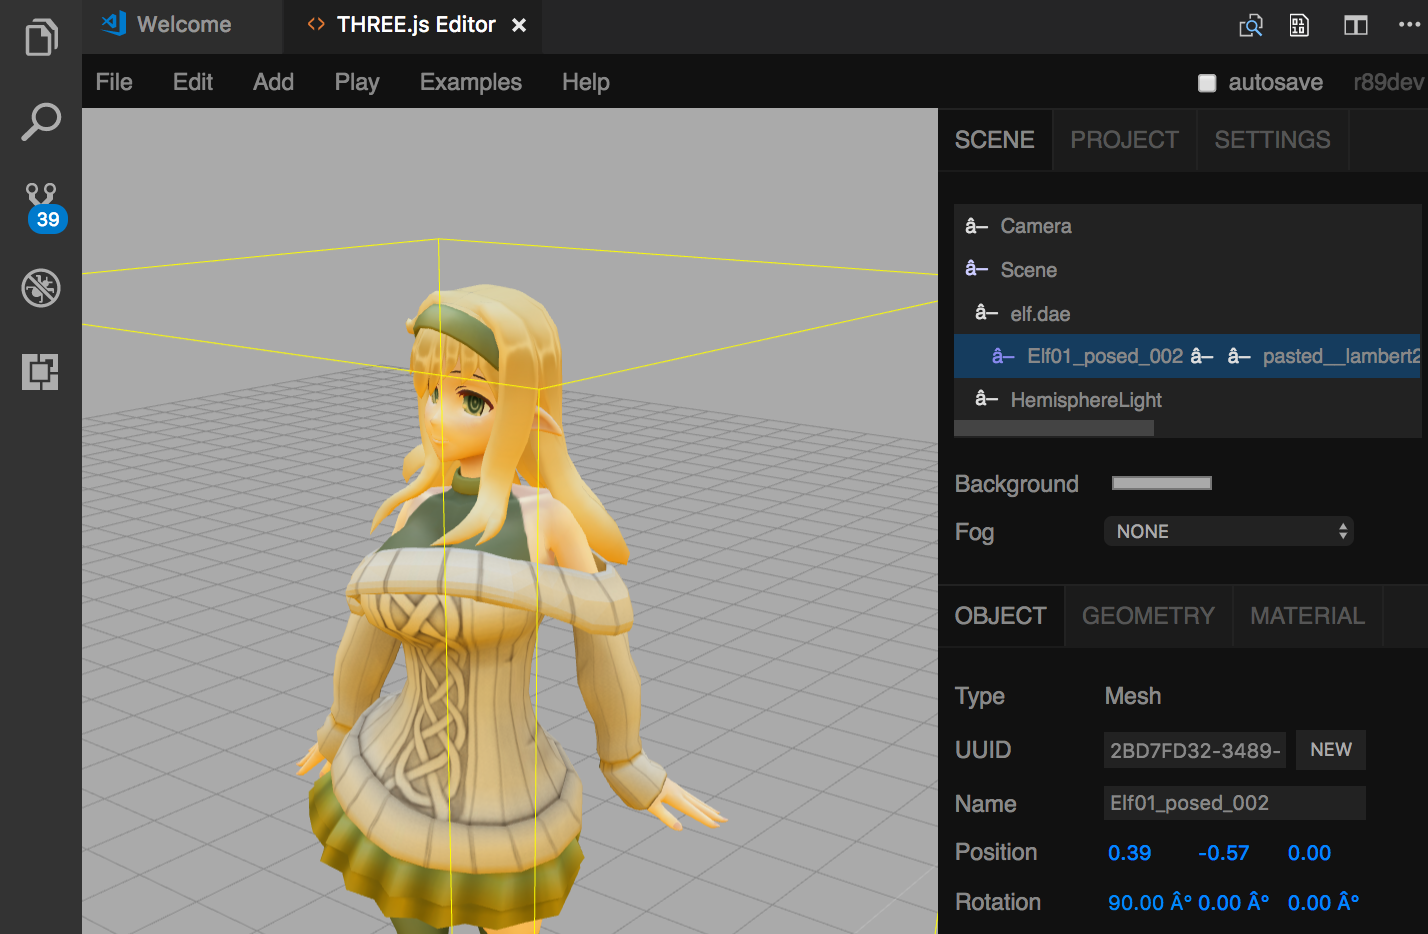 Welcome
THREE.js Editor
File Edit Add Play Examples Help
autosave r89dev
SCENE PROJECT SETTINGS
â– Camera
â– Scene
â– elf.dae
â– Elf01_posed_002 â– â– pasted__lambert2
â– HemisphereLight
Background
Fog NONE
OBJECT GEOMETRY MATERIAL
Type Mesh
UUID 2BD7FD32-3489- NEW
Name Elf01_posed_002
Position 0.39 -0.57 0.00
Rotation 90.00 Â° 0.00 Â° 0.00 Â°
39